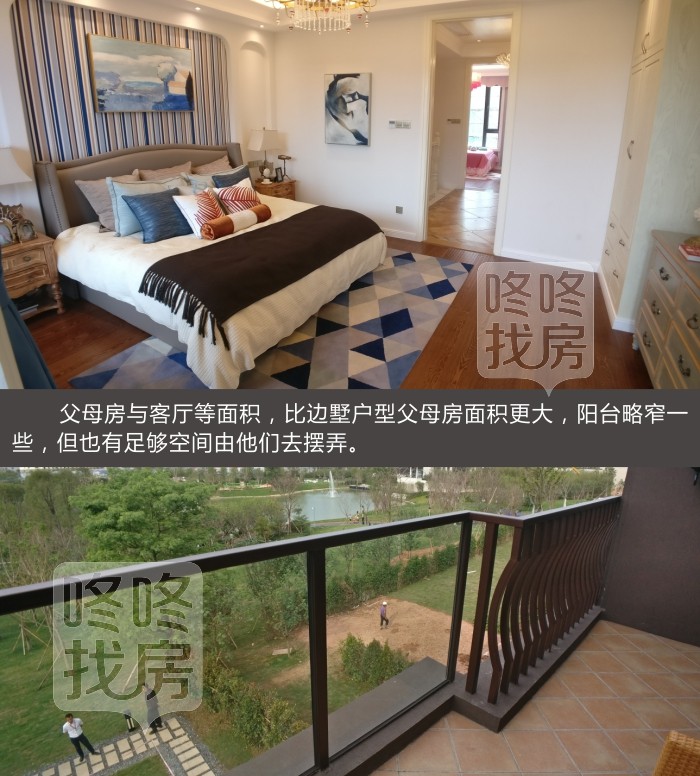 咚咚
找房
父母房与客厅等面积，比边墅户型父母房面积更大，阳台略窄一
些，但也有足够空间由他们去摆弄。
咚咚
找房